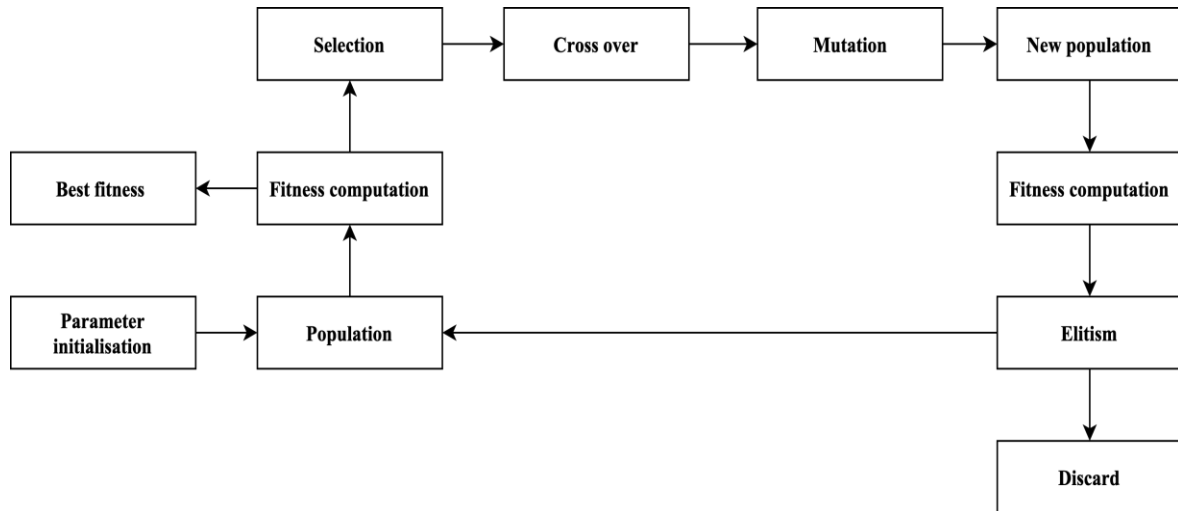 Selection
Cross over
Mutation
New population
Best fitness
Fitness computation
Fitness computation
Parameter
initialisation
Population
Elitism
Discard